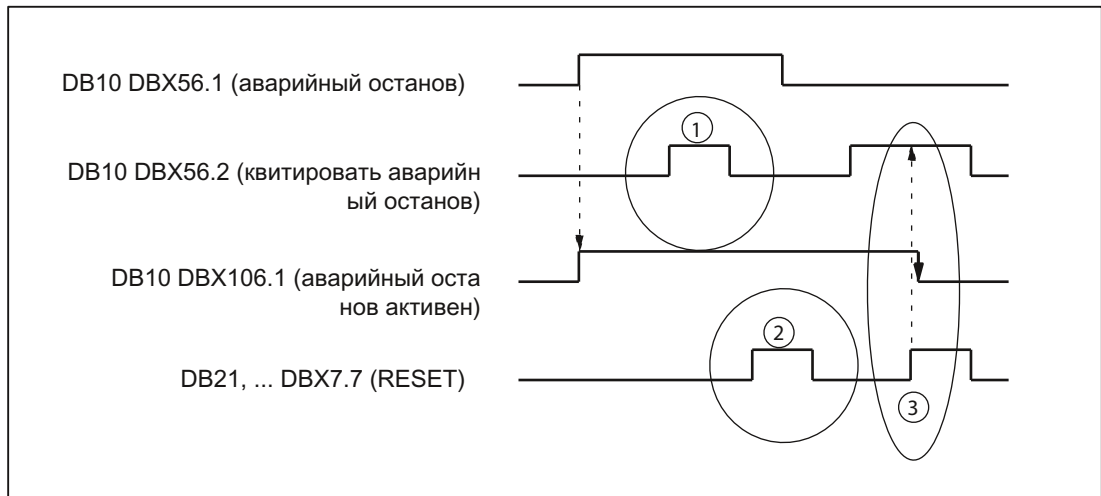 DB10 DBX56.1 (аварийный останов)
1
DB10 DBX56.2 (квитировать аварийн
ый останов)
DB10 DBX106.1 (аварийный оста
нов активен)
2
DB21, ... DBX7.7 (RESET)
3